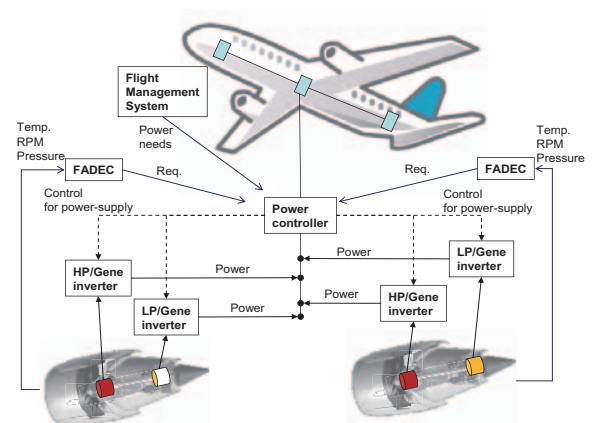 Flight
Management
System
Power
needs
Temp.
RPM
Pressure
FADEC
Req.
Control
for power-supply
Power
controller
Req.
FADEC
Temp.
RPM
Pressure
Control
for power-supply
HP/Gene
inverter
Power
LP/Gene
inverter
Power
Power
LP/Gene
inverter
Power
HP/Gene
inverter